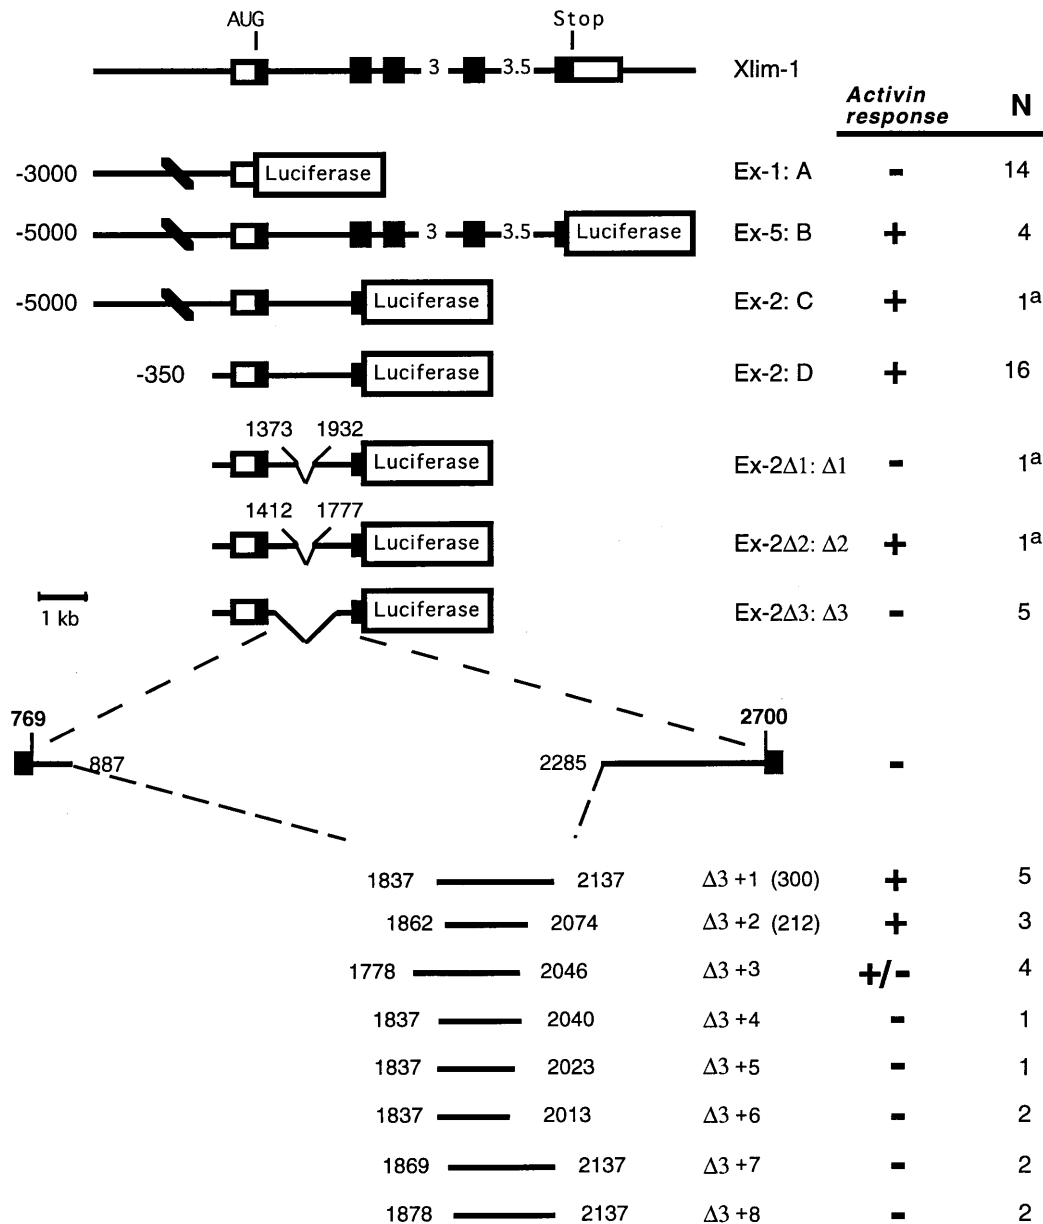 AUG Stop
3 3.5 Xlim-1
Activin response N
-3000 Luciferase Ex-1: A - 14
-5000 3 3.5 Luciferase Ex-5: B + 4
-5000 Luciferase Ex-2: C + 1a
-350 Luciferase Ex-2: D + 16
1373 1932
Luciferase Ex-2Δ1: Δ1 - 1a
1412 1777
Luciferase Ex-2Δ2: Δ2 + 1a
1 kb Luciferase Ex-2Δ3: Δ3 - 5
769 2700
887 2285 -
1837 2137 Δ3 +1 (300) + 5
1862 2074 Δ3 +2 (212) + 3
1778 2046 Δ3 +3 +/- 4
1837 2040 Δ3 +4 - 1
1837 2023 Δ3 +5 - 1
1837 2013 Δ3 +6 - 2
1869 2137 Δ3 +7 - 2
1878 2137 Δ3 +8 - 2